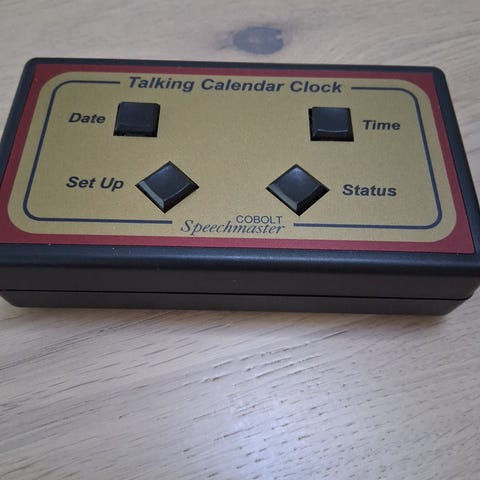 Talking Calendar Clock
Date
Time
Set Up
Status
COBOLT
Speechmaster